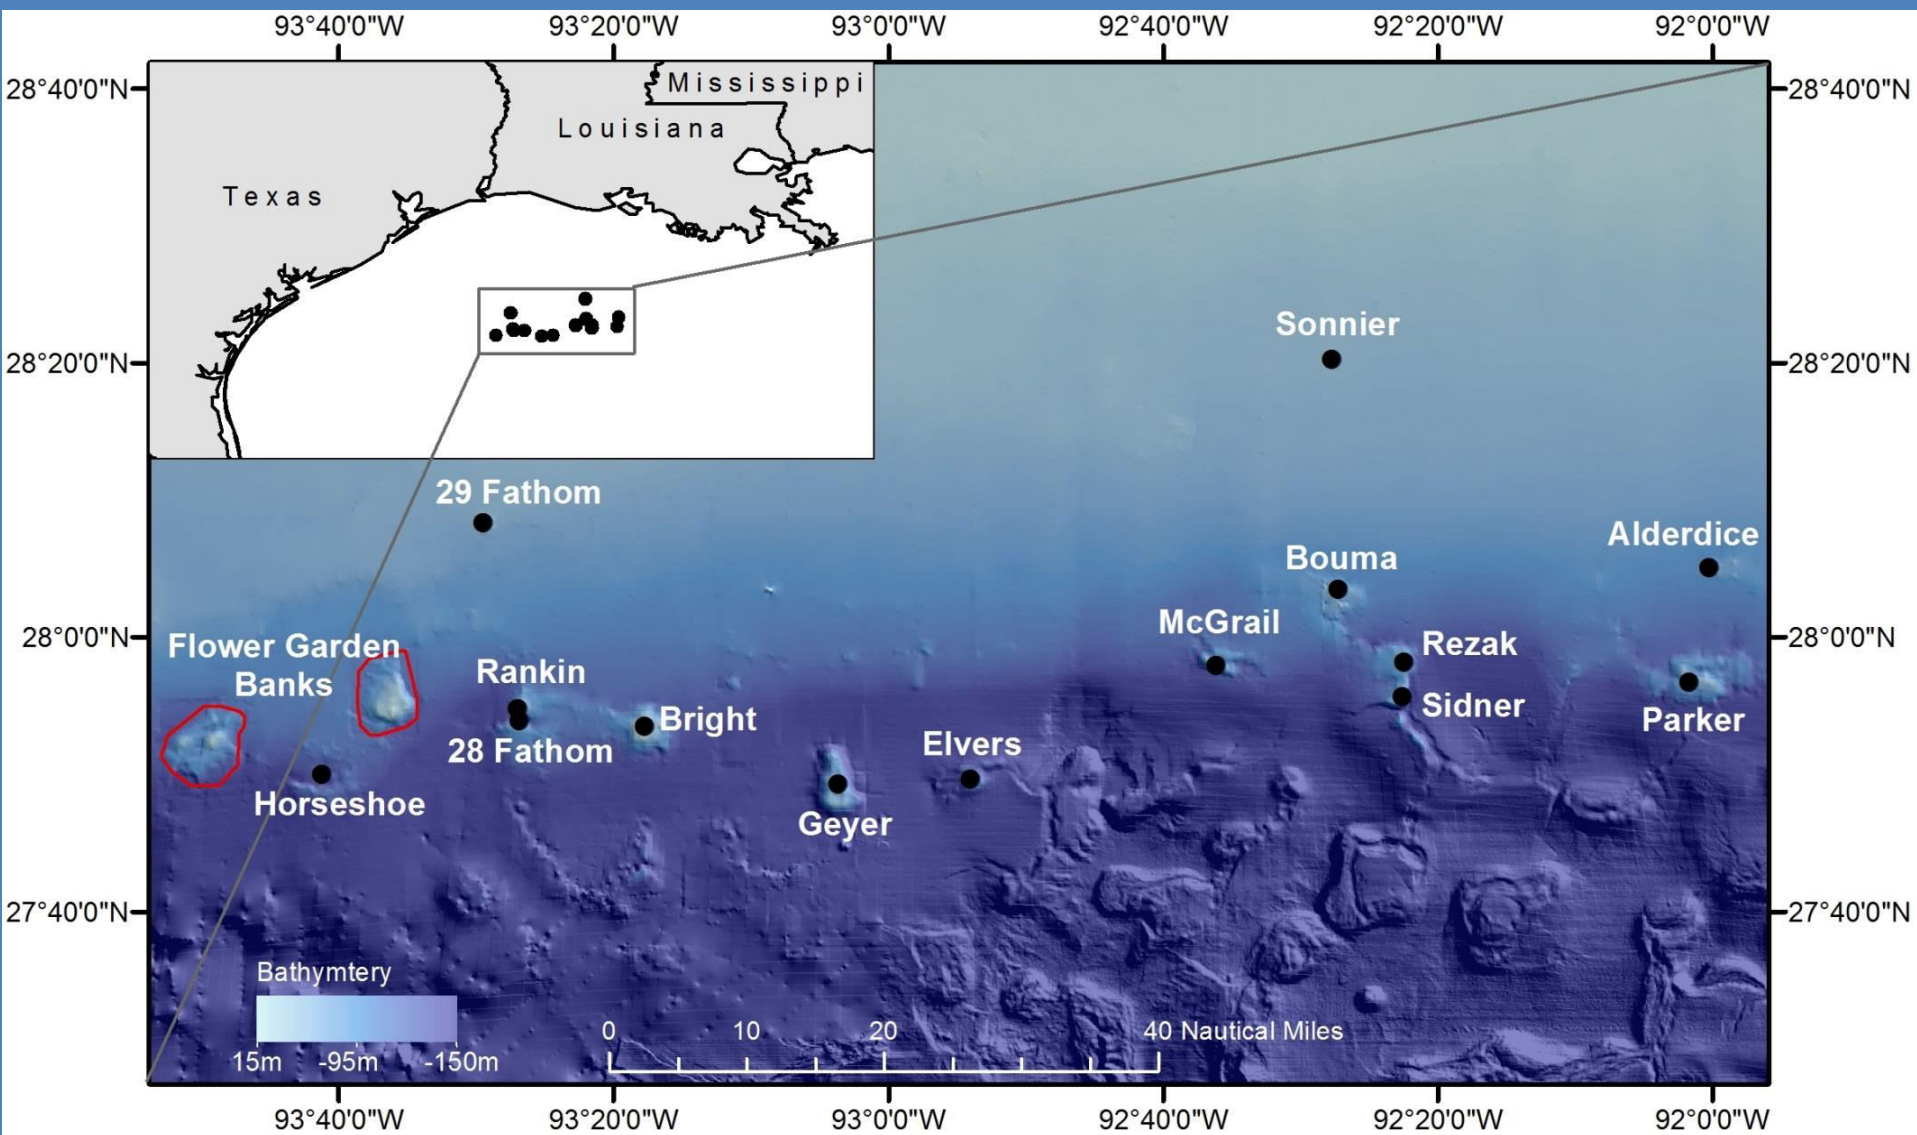 93°40'0"W 93°20'0"W 93°0'0"W 92°40'0"W 92°20'0"W 92°0'0"W
28°40'0"N
28°40'0"N
Mississippi
Louisiana
Texas
Sonnier
28°20'0"N
28°20'0"N
29 Fathom
Alderdice
Bouma
McGrail
28°0'0"N
28°0'0"N
Flower Garden
Banks
Rankin
Rezak
Sidner
Bright
Parker
28 Fathom
Elvers
Horseshoe
Geyer
27°40'0"N
27°40'0"N
Bathymtery
15m -95m -150m
0 10 20 40 Nautical Miles
93°40'0"W 93°20'0"W 93°0'0"W 92°40'0"W 92°20'0"W 92°0'0"W